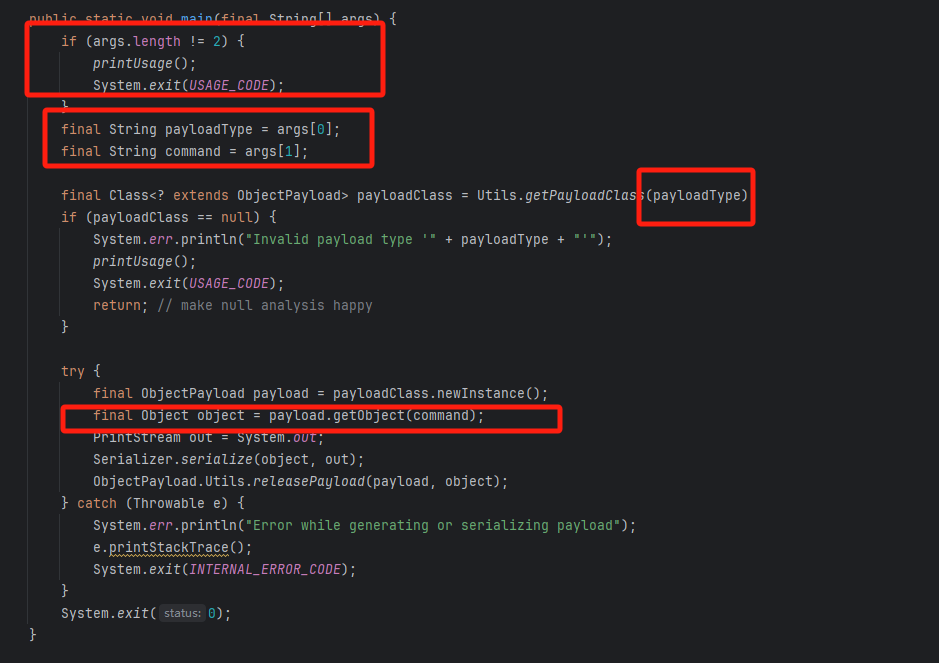 public static void main(final String[] args) {
if (args.length != 2) {
printUsage();
System.exit(USAGE_CODE);
}
final String payloadType = args[0];
final String command = args[1];
final Class<? extends ObjectPayload> payloadClass = Utils.getPayloadClass(payloadType)
if (payloadClass == null) {
System.err.println("Invalid payload type '" + payloadType + "'");
printUsage();
System.exit(USAGE_CODE);
return; // make null analysis happy
}
try {
final ObjectPayload payload = payloadClass.newInstance();
final Object object = payload.getObject(command);
PrintStream out = System.out;
Serializer.serialize(object, out);
ObjectPayload.Utils.releasePayload(payload, object);
} catch (Throwable e) {
System.err.println("Error while generating or serializing payload");
e.printStackTrace();
System.exit(INTERNAL_ERROR_CODE);
}
System.exit( status: 0);
}